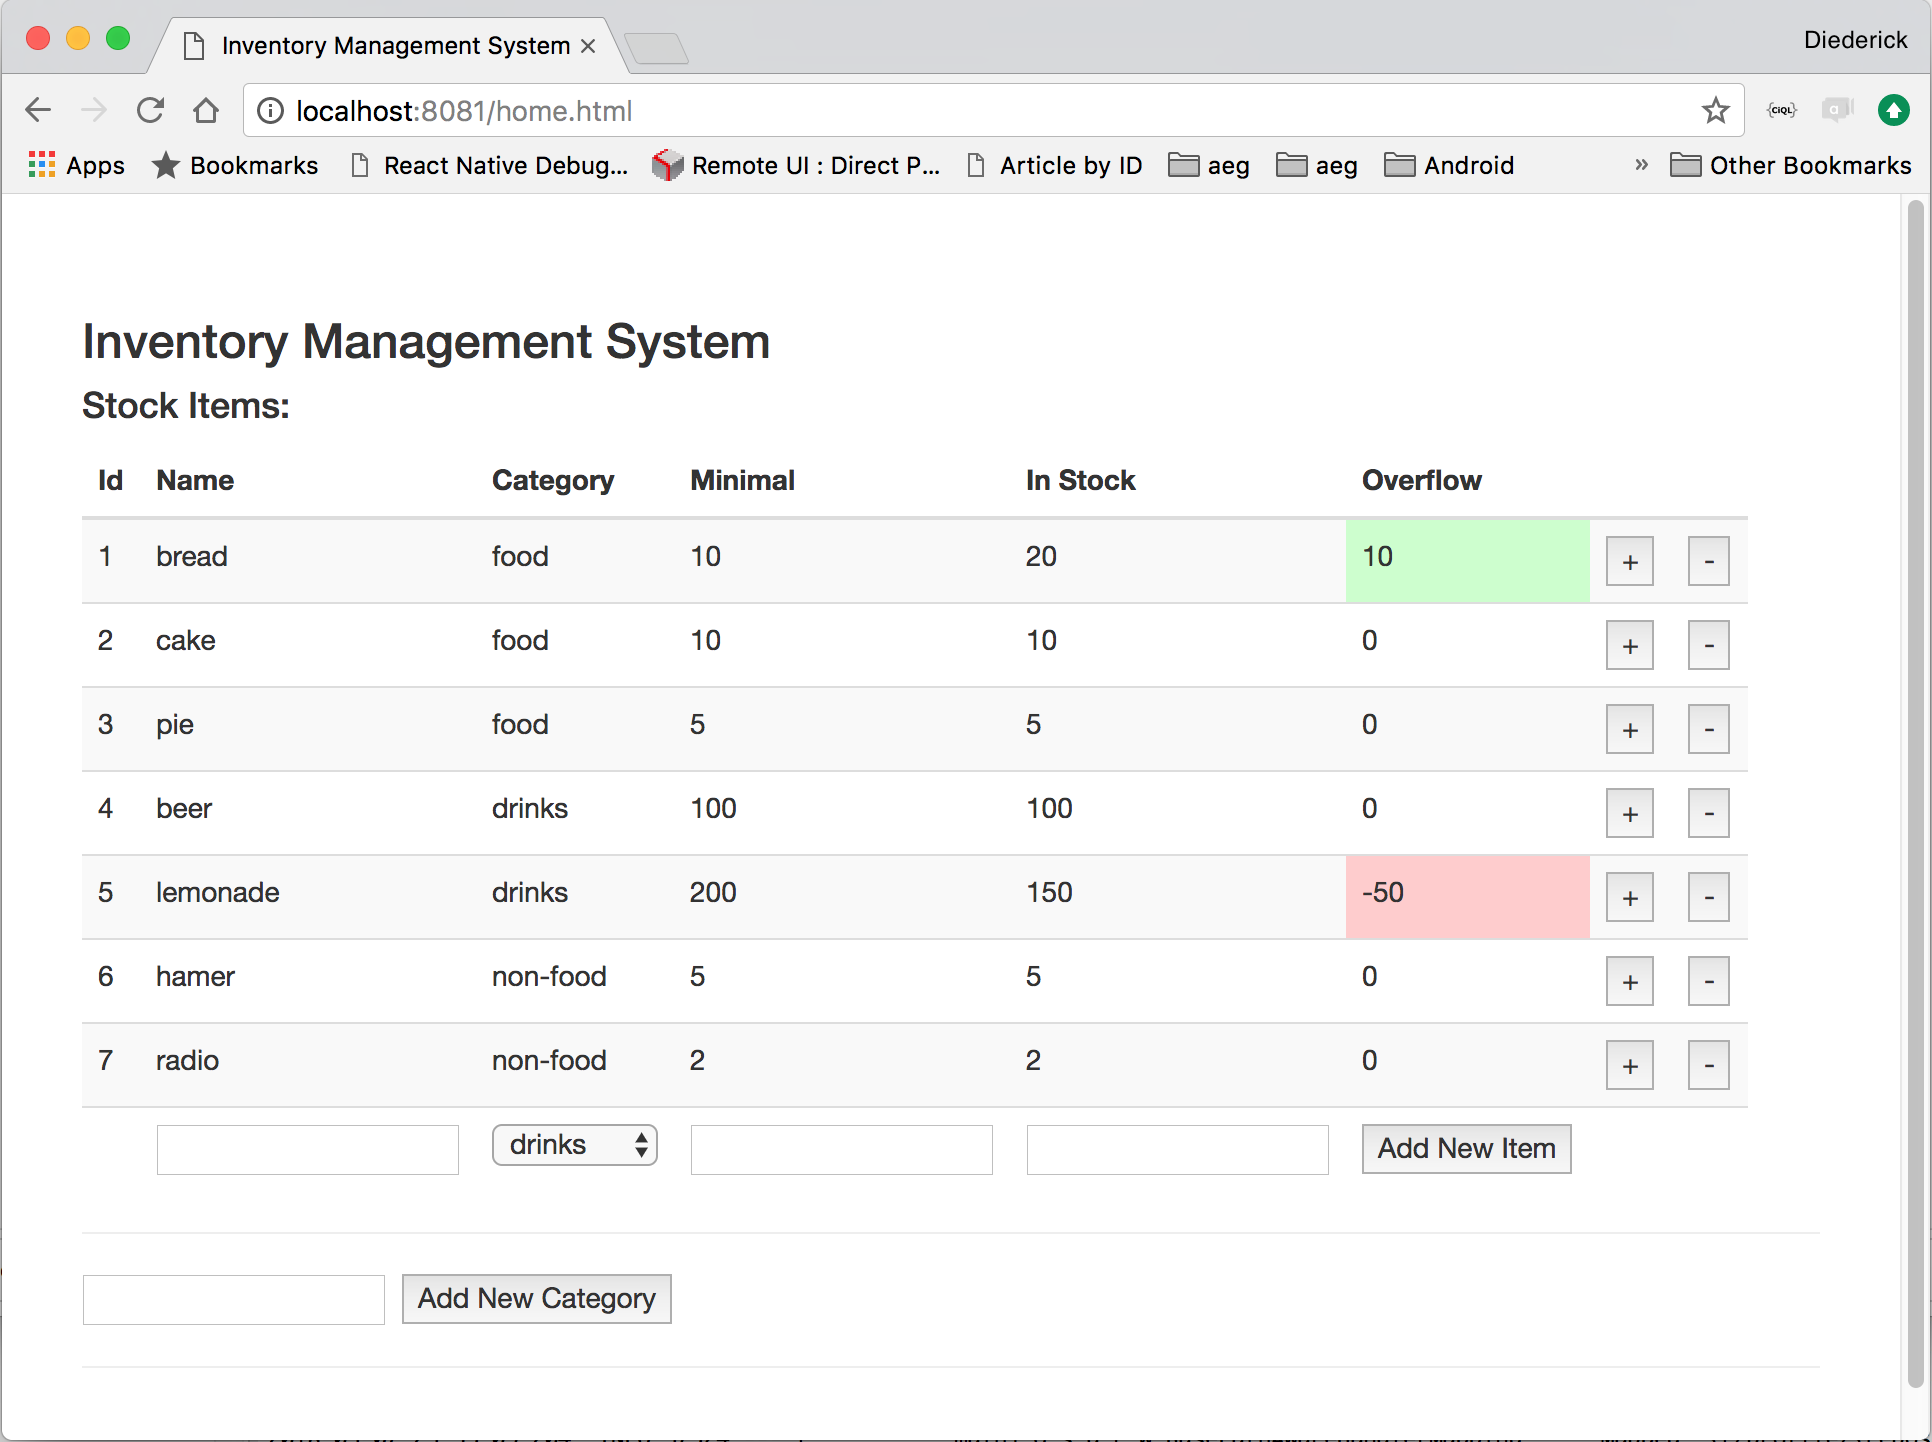 Inventory Management System
Diederick
localhost:8081/home.html
{CIQL}
a
Apps Bookmarks React Native Debug... Remote UI : Direct P... Article by ID aeg aeg Android » Other Bookmarks
Inventory Management System
Stock Items:
Id Name Category Minimal In Stock Overflow
1 bread food 10 20 10 + -
2 cake food 10 10 0 + -
3 pie food 5 5 0 + -
4 beer drinks 100 100 0 + -
5 lemonade drinks 200 150 -50 + -
6 hamer non-food 5 5 0 + -
7 radio non-food 2 2 0 + -
drinks Add New Item
Add New Category